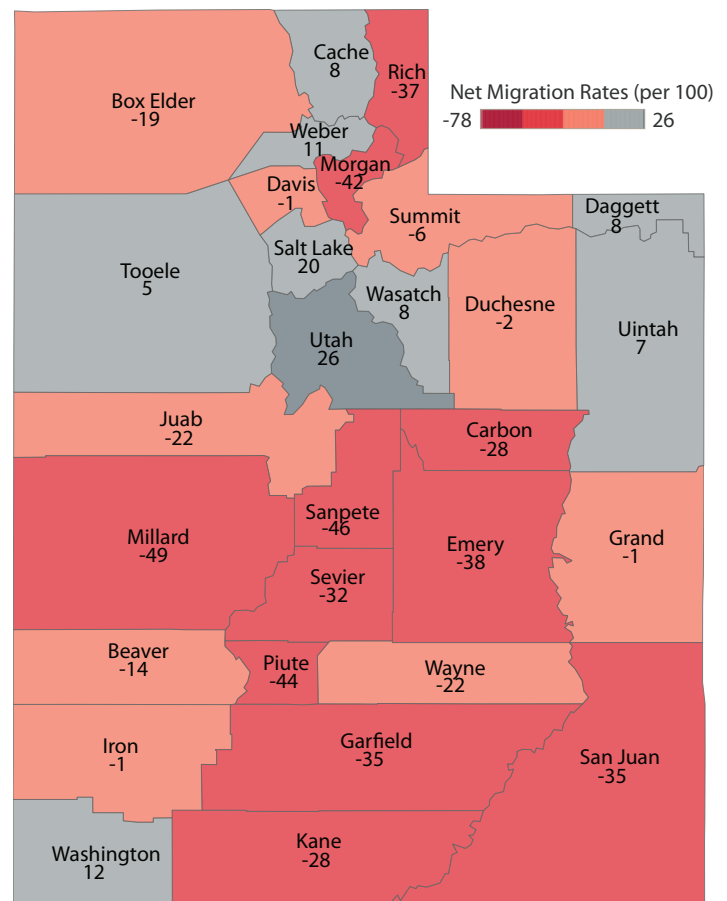 Cache
8
Rich
-37
Net Migration Rates (per 100)
-78
26
Box Elder
-19
Weber
11
Morgan
-42
Davis
-1
Summit
-6
Daggett
8
Salt Lake
20
Tooele
5
Wasatch
8
Duchesne
-2
Uintah
7
Utah
26
Juab
-22
Carbon
-28
Sanpete
-46
Millard
-49
Emery
-38
Grand
-1
Sevier
-32
Beaver
-14
Piute
-44
Wayne
-22
Iron
-1
Garfield
-35
San Juan
-35
Kane
-28
Washington
12